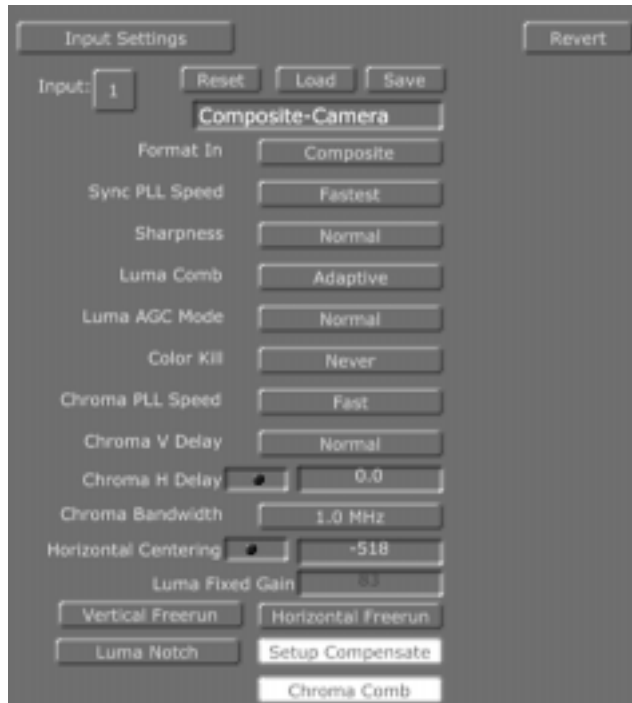 Input Settings Revert
Input: 1 Reset Load Save
Composite-Camera
Format In Composite
Sync PLL Speed Fastest
Sharpness Normal
Luma Comb Adaptive
Luma AGC Mode Normal
Color Kill Never
Chroma PLL Speed Fast
Chroma V Delay Normal
Chroma H Delay 0.0
Chroma Bandwidth 1.0 MHz
Horizontal Centering -518
Luma Fixed Gain 83
Vertical Freerun Horizontal Freerun
Luma Notch Setup Compensate
Chroma Comb